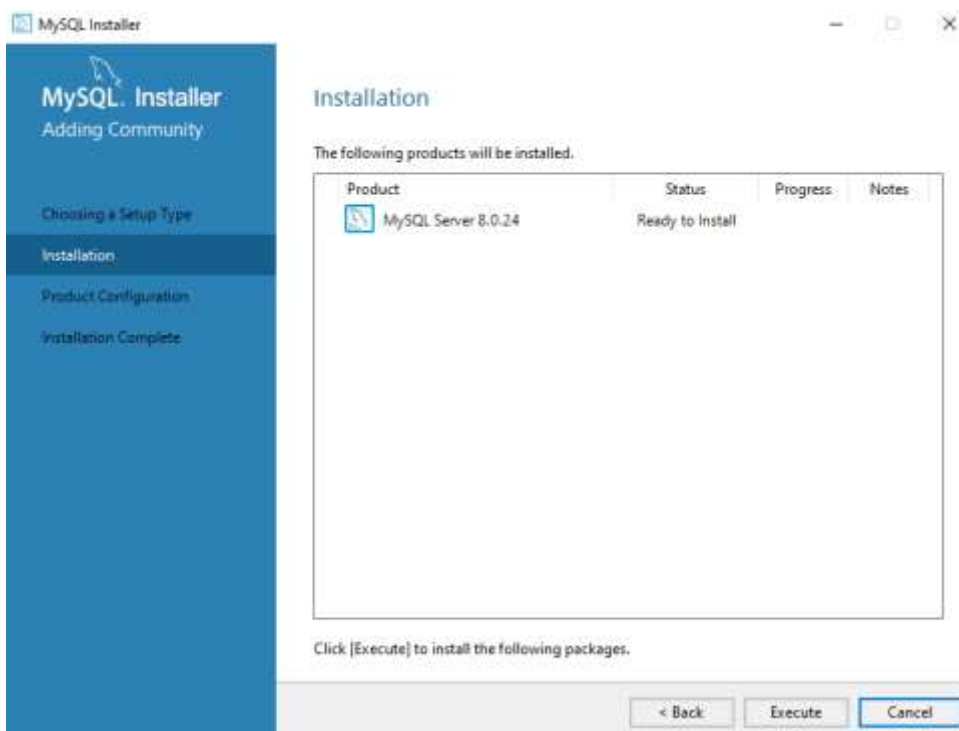 MySQL Installer
MySQL. Installer
Adding Community
Choosing a Setup Type
Installation
Product Configuration
Installation Complete
Installation
The following products will be installed.
Product Status Progress Notes
MySQL Server 8.0.24 Ready to Install
Click [Execute] to install the following packages.
< Back Execute Cancel